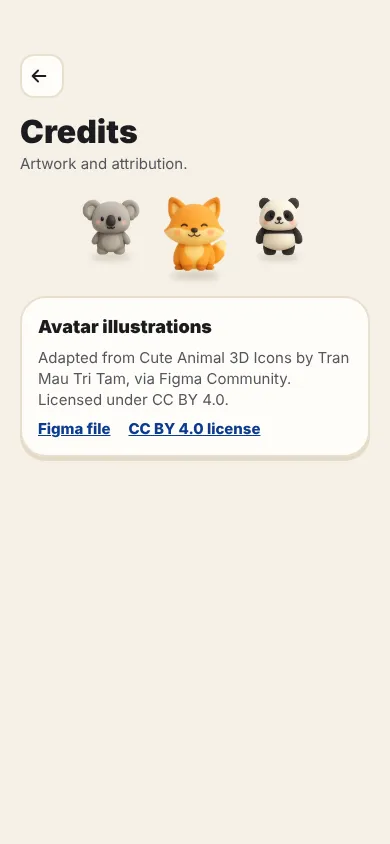 Credits
Artwork and attribution.
Avatar illustrations
Adapted from Cute Animal 3D Icons by Tran
Mau Tri Tam, via Figma Community.
Licensed under CC BY 4.0.
Figma file CC BY 4.0 license